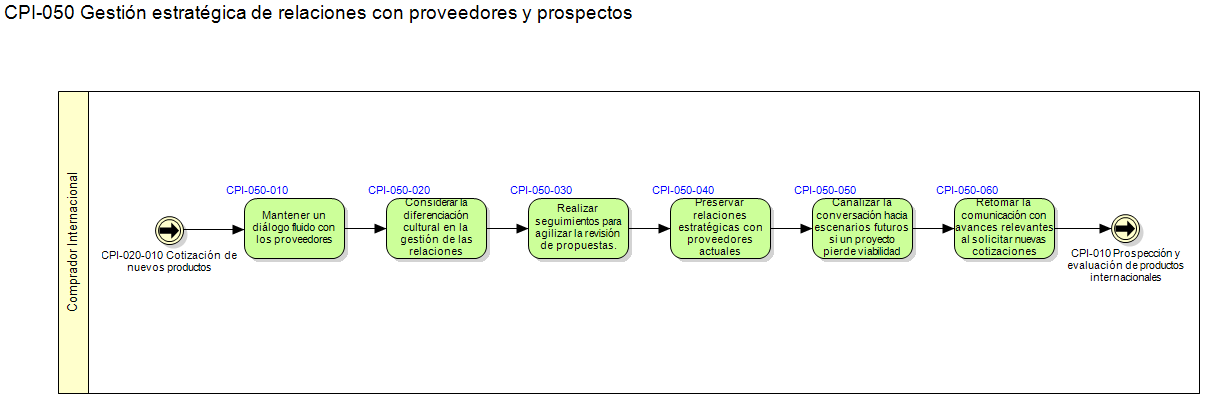 CPI-050 Gestión estratégica de relaciones con proveedores y prospectos
Comprador Internacional
CPI-020-010 Cotización de
nuevos productos
CPI-050-010
Mantener un
diálogo fluido con
los proveedores
CPI-050-020
Considerar la
diferenciación
cultural en la
gestión de las
relaciones
CPI-050-030
Realizar
seguimientos para
agilizar la revisión
de propuestas.
CPI-050-040
Preservar
relaciones
estratégicas con
proveedores
actuales
CPI-050-050
Canalizar la
conversación hacia
escenarios futuros
si un proyecto
pierde viabilidad
CPI-050-060
Retomar la
comunicación con
avances relevantes
al solicitar nuevas
cotizaciones
CPI-010 Prospección y
evaluación de productos
internacionales